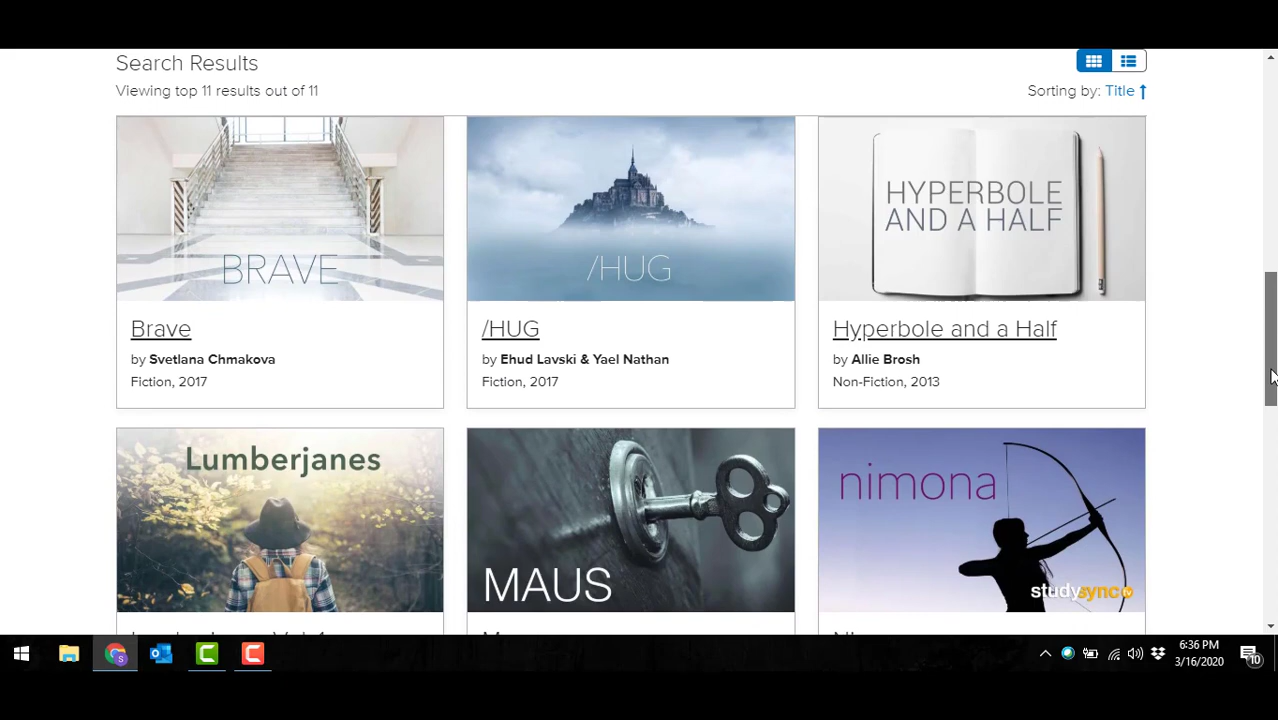 Search Results
Viewing top 11 results out of 11
Sorting by: Title
BRAVE
/HUG
HYPERBOLE
AND A HALF
Brave
/HUG
Hyperbole and a Half
by Svetlana Chmakova
by Ehud Lavski & Yael Nathan
by Allie Brosh
Fiction, 2017
Fiction, 2017
Non-Fiction, 2013
Lumberjanes
MAUS
nimona
studysync tv
6:36 PM
3/16/2020
10